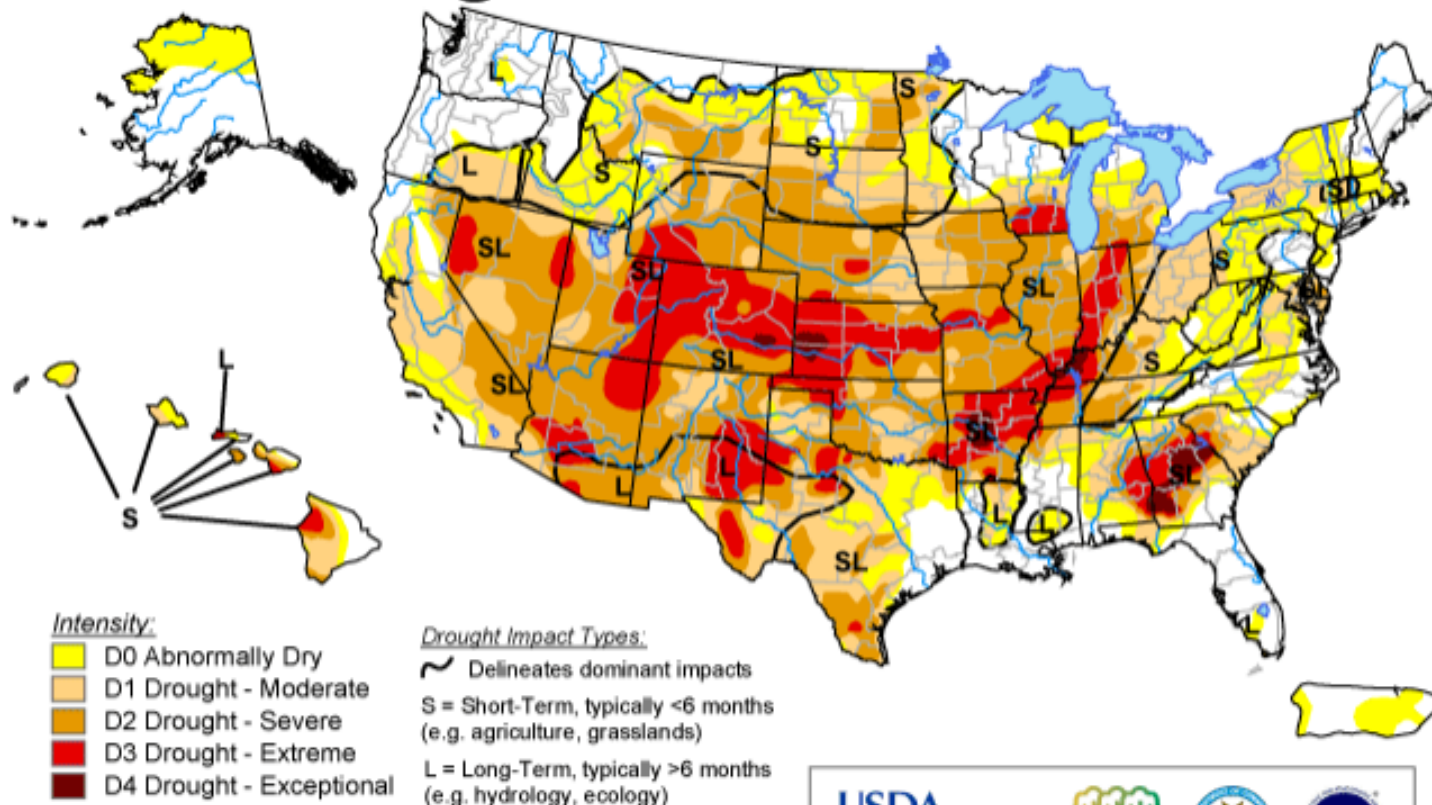 L
S
S
L
S
L
S
SD
SL
SL
S
SL
SL
SL
SL
SL
S
L
SL
SL
L
L
L
L
S
SL
L
Intensity:
D0 Abnormally Dry
D1 Drought - Moderate
D2 Drought - Severe
D3 Drought - Extreme
D4 Drought - Exceptional
Drought Impact Types:
Delineates dominant impacts
S = Short-Term, typically <6 months
(e.g. agriculture, grasslands)
L = Long-Term, typically >6 months
(e.g. hydrology, ecology)
USDA